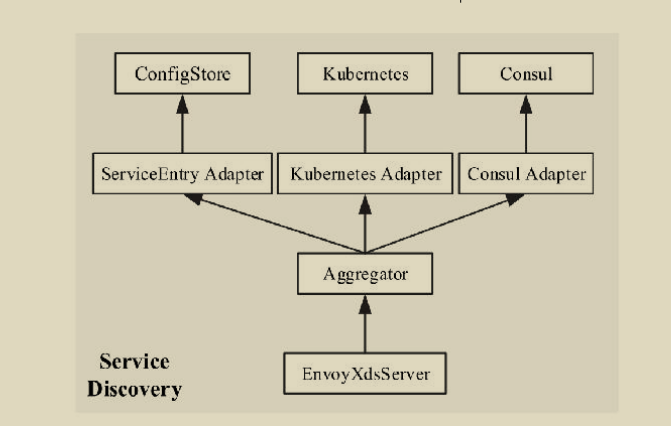 ConfigStore
Kubernetes
Consul
ServiceEntry Adapter
Kubernetes Adapter
Consul Adapter
Aggregator
EnvoyXdsServer
Service
Discovery